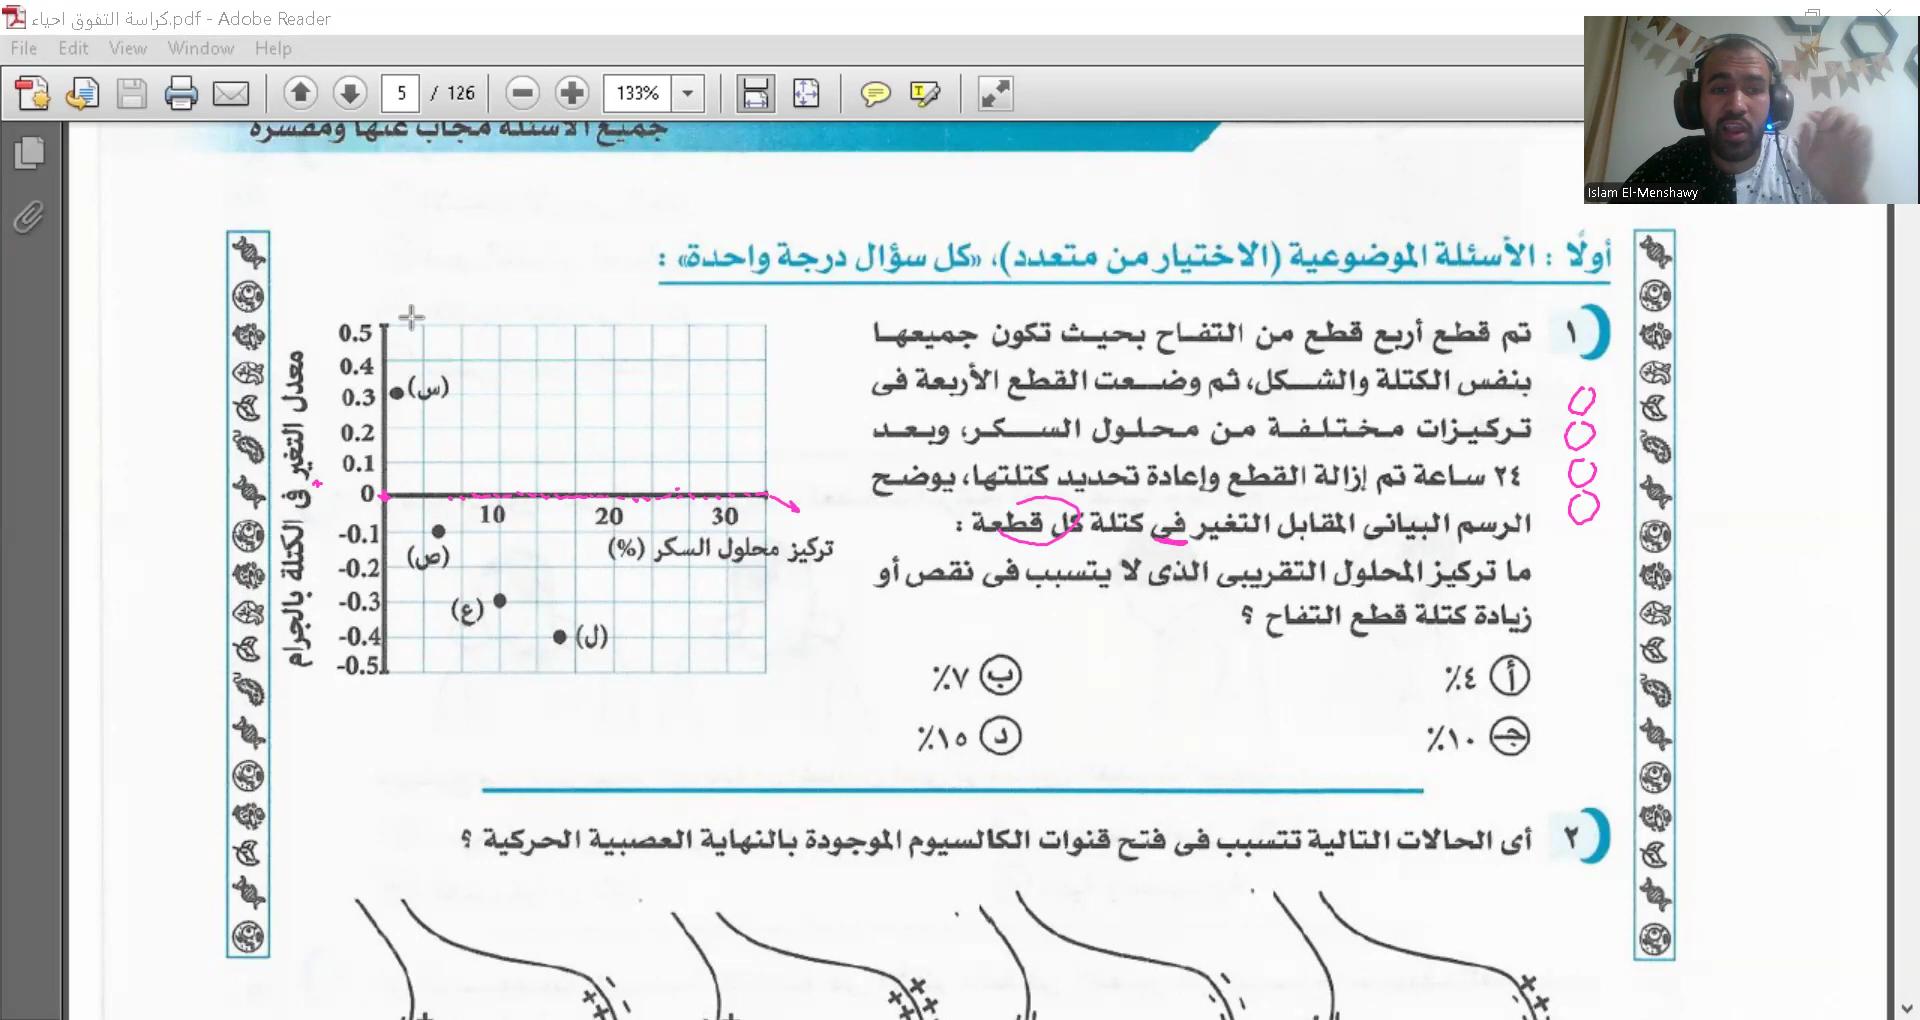 كراسة التفوق احياء.pdf - Adobe Reader
File Edit View Window Help
5 / 126 133%
Islam El-Menshawy
جميع الأسئلة مجاب عنها ومفسرة
أولًا : الأسئلة الموضوعية (الاختيار من متعدد)، «كل سؤال درجة واحدة» :
١ تم قطع أربع قطع من التفاح بحيث تكون جميعها
بنفس الكتلة والشكل، ثم وضعت القطع الأربعة فى
تركيزات مختلفة من محلول السكر، وبعد
٢٤ ساعة تم إزالة القطع وإعادة تحديد كتلتها، يوضح
الرسم البيانى المقابل التغير فى كتلة كل قطعة :
ما تركيز المحلول التقريبى الذى لا يتسبب فى نقص أو
زيادة كتلة قطع التفاح ؟
أ ٤٪
ب ٧٪
جـ ١٠٪
د ١٥٪
معدل التغير فى الكتلة بالجرام
0.5
0.4
0.3
0.2
0.1
0
-0.1
-0.2
-0.3
-0.4
-0.5
(س)
(ص)
(ع)
(ل)
10 20 30
تركيز محلول السكر (%)
٢ أى الحالات التالية تتسبب فى فتح قنوات الكالسيوم الموجودة بالنهاية العصبية الحركية ؟